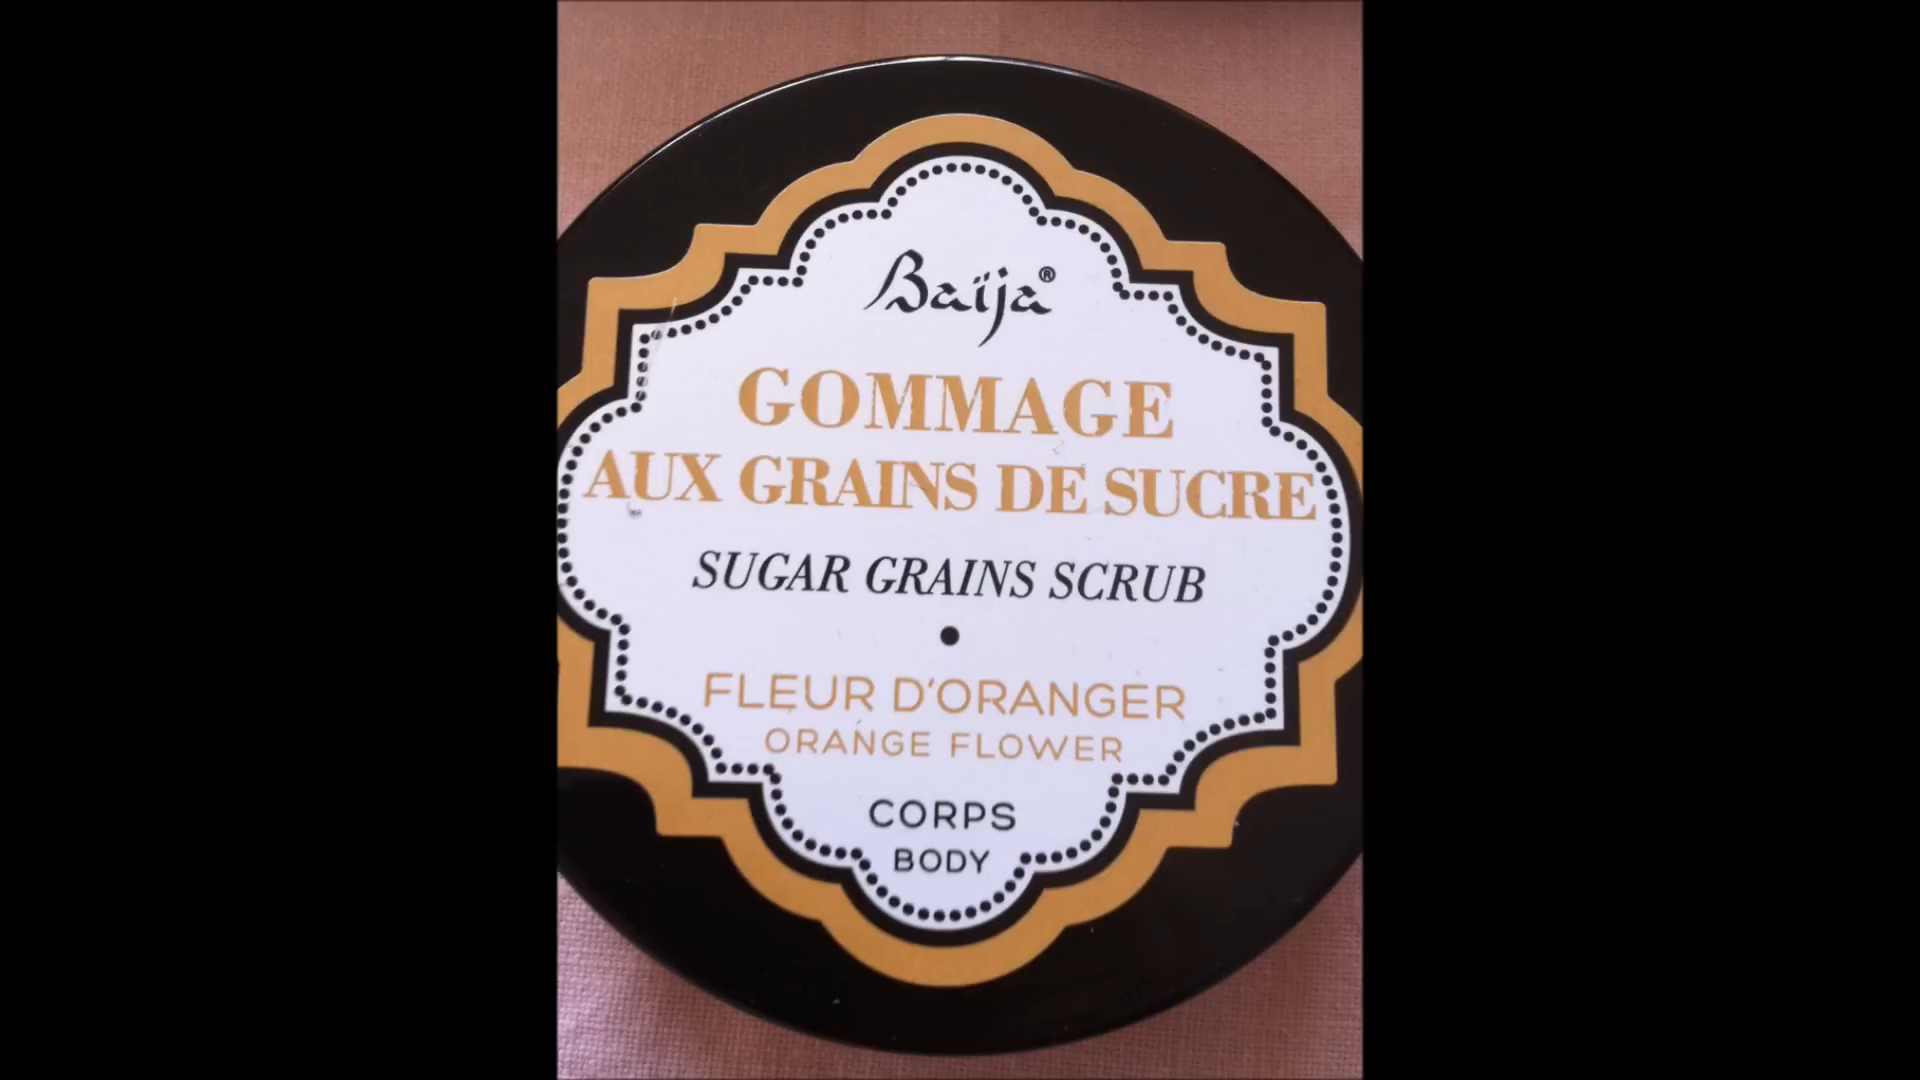 Baïja®
GOMMAGE
AUX GRAINS DE SUCRE
SUGAR GRAINS SCRUB
FLEUR D'ORANGER
ORANGE FLOWER
CORPS
BODY